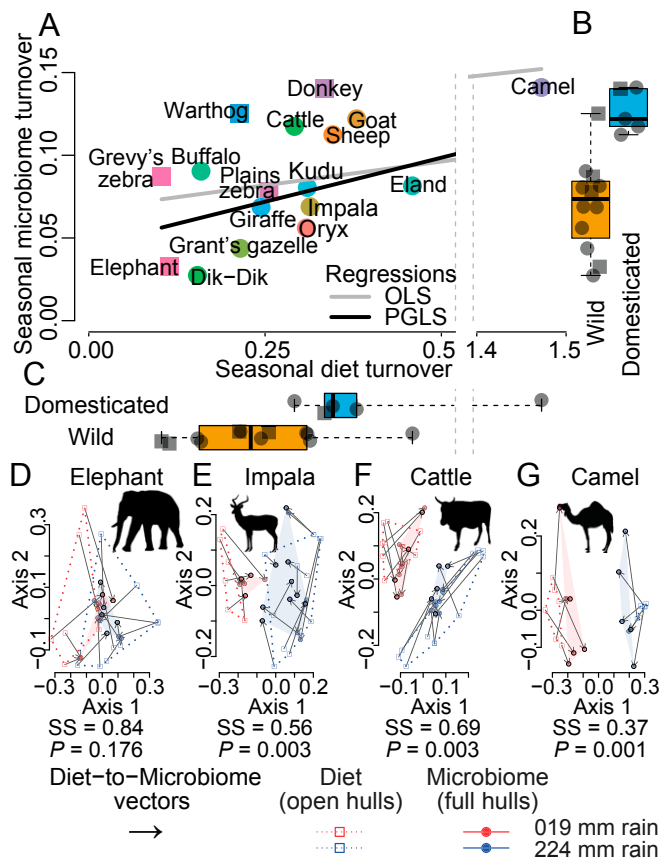 A
B
Seasonal microbiome turnover
0.00
0.05
0.10
0.15
Donkey
Camel
Warthog
Cattle
Goat
Sheep
Grevy's
zebra
Buffalo
Plains
zebra
Kudu
Eland
Giraffe
Impala
Oryx
Grant's gazelle
Elephant
Dik−Dik
Regressions
OLS
PGLS
0.00
0.25
0.5
1.4
1.5
Seasonal diet turnover
Wild
Domesticated
C
Domesticated
Wild
D Elephant
E Impala
F Cattle
G Camel
Axis 2
−0.1
0.1
0.3
−0.3
0.0
0.3
Axis 1
SS = 0.84
P = 0.176
Axis 2
−0.2
0.0
0.2
−0.3
0.0
0.2
Axis 1
SS = 0.56
P = 0.003
Axis 2
−0.2
0.0
0.2
−0.1
0.1
Axis 1
SS = 0.69
P = 0.003
Axis 2
−0.1
0.1
0.2
−0.3
0.0
0.3
Axis 1
SS = 0.37
P = 0.001
Diet−to−Microbiome
vectors
→
Diet
(open hulls)
Microbiome
(full hulls)
019 mm rain
224 mm rain